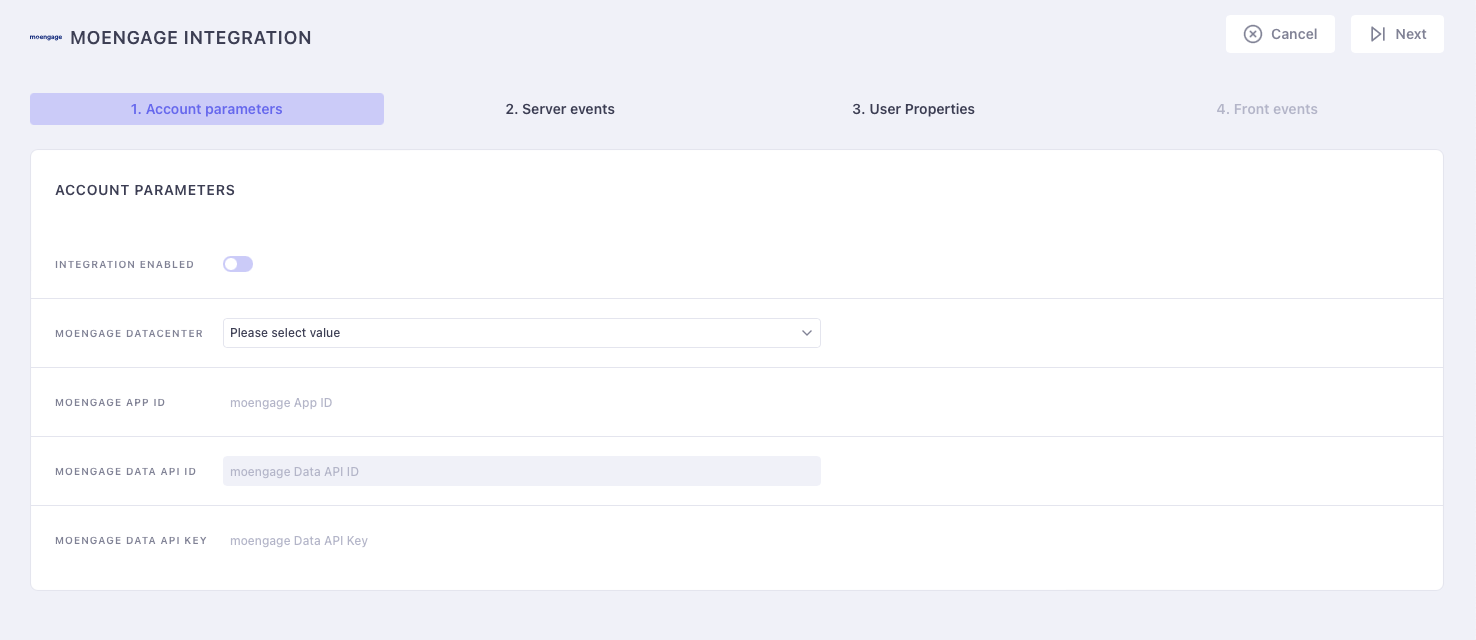 moengage MOENGAGE INTEGRATION
Cancel
Next
1. Account parameters
2. Server events
3. User Properties
4. Front events
ACCOUNT PARAMETERS
INTEGRATION ENABLED
MOENGAGE DATACENTER
Please select value
MOENGAGE APP ID
moengage App ID
MOENGAGE DATA API ID
moengage Data API ID
MOENGAGE DATA API KEY
moengage Data API Key